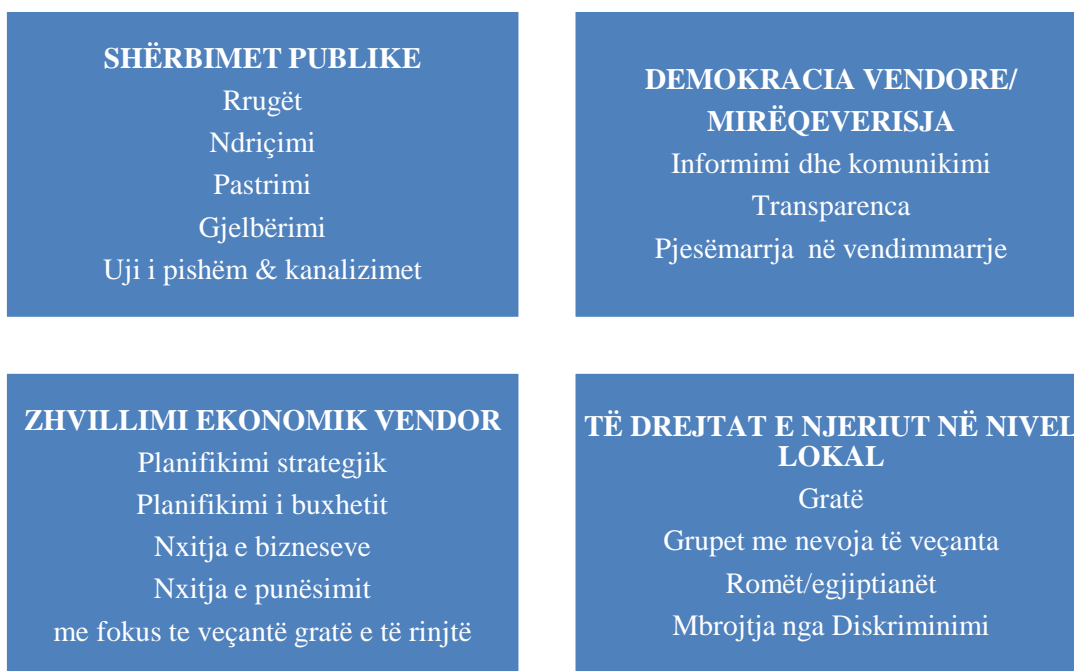 SHËRBIMET PUBLIKE
Rrugët
Ndriçimi
Pastrimi
Gjelbërimi
Uji i pishëm & kanalizimet
DEMOKRACIA VENDORE/
MIRËQEVERISJA
Informimi dhe komunikimi
Transparenca
Pjesëmarrja në vendimmarrje
ZHVILLIMI EKONOMIK VENDOR
Planifikimi strategjik
Planifikimi i buxhetit
Nxitja e bizneseve
Nxitja e punësimit
me fokus te veçantë gratë e të rinjtë
TË DREJTAT E NJERIUT NË NIVEL
LOKAL
Gratë
Grupet me nevoja të veçanta
Romët/egjiptianët
Mbrojtja nga Diskriminimi